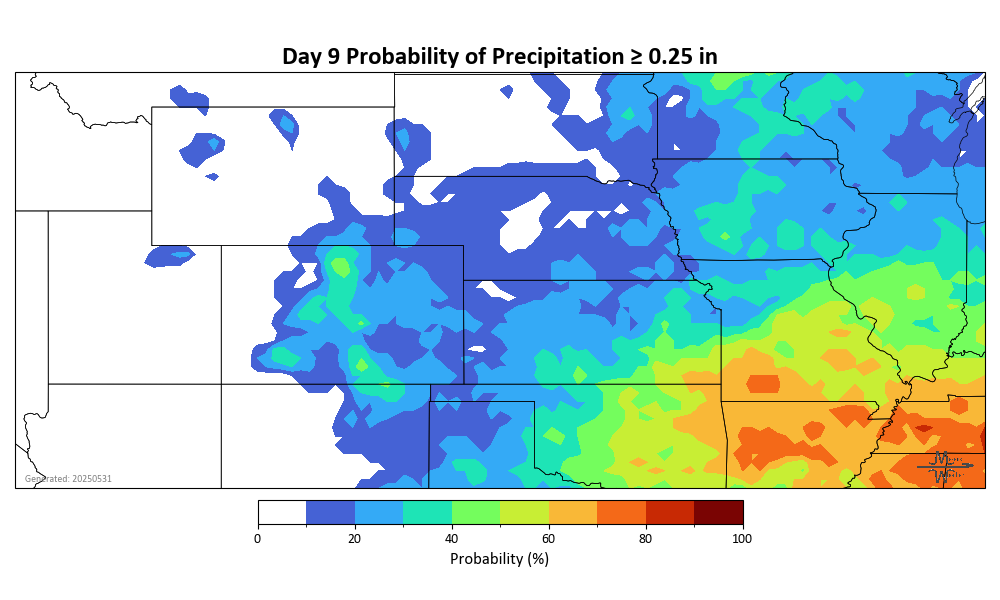 Day 9 Probability of Precipitation ≥ 0.25 in
Generated: 20250531
0 20 40 60 80 100
Probability (%)